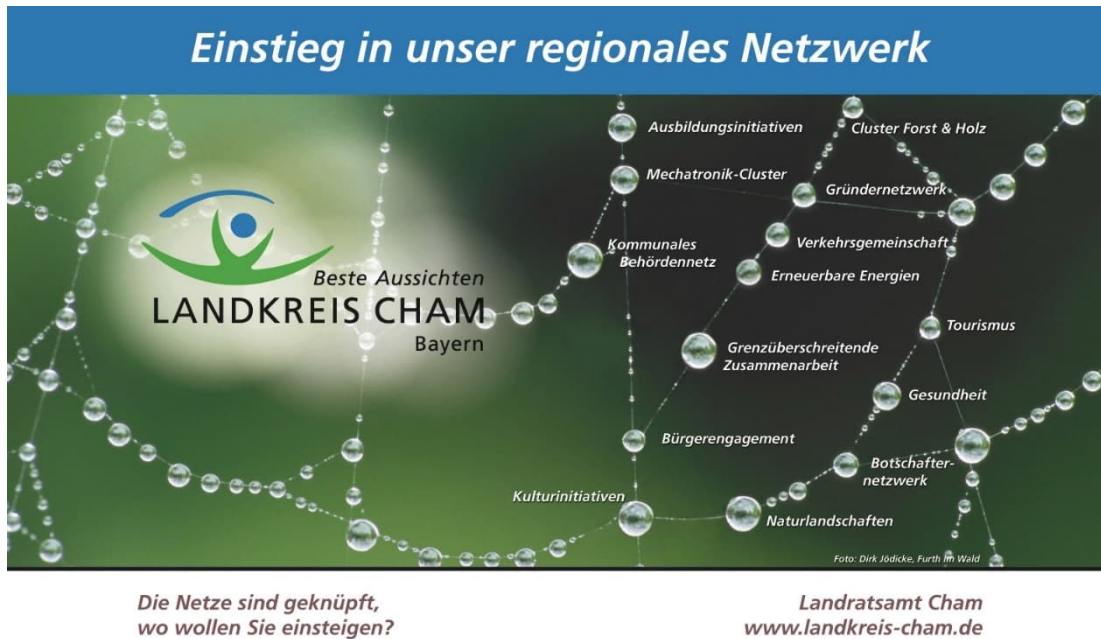 Einstieg in unser regionales Netzwerk
Ausbildungsinitiativen
Cluster Forst & Holz
Mechatronik-Cluster
Gründernetzwerk
Kommunales
Behördennetz
Verkehrsgemeinschaft
Erneuerbare Energien
Beste Aussichten
LANDKREIS CHAM
Bayern
Tourismus
Grenzüberschreitende
Zusammenarbeit
Gesundheit
Bürgerengagement
Botschafter-
netzwerk
Kulturinitiativen
Naturlandschaften
Foto: Dirk Jödicke, Furth im Wald
Die Netze sind geknüpft,
wo wollen Sie einsteigen?
Landratsamt Cham
www.landkreis-cham.de